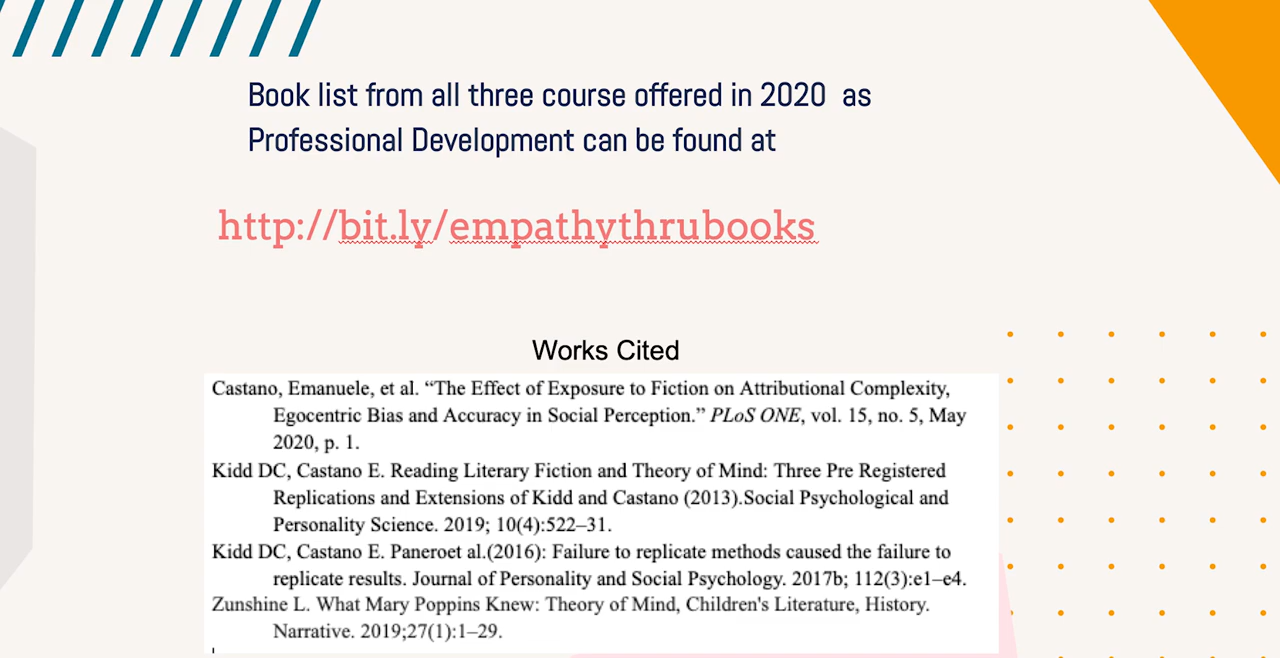 Book list from all three course offered in 2020 as
Professional Development can be found at
http://bit.ly/empathythrubooks
Works Cited
Castano, Emanuele, et al. “The Effect of Exposure to Fiction on Attributional Complexity,
Egocentric Bias and Accuracy in Social Perception.” PLoS ONE, vol. 15, no. 5, May
2020, p. 1.
Kidd DC, Castano E. Reading Literary Fiction and Theory of Mind: Three Pre Registered
Replications and Extensions of Kidd and Castano (2013).Social Psychological and
Personality Science. 2019; 10(4):522–31.
Kidd DC, Castano E. Paneroet al.(2016): Failure to replicate methods caused the failure to
replicate results. Journal of Personality and Social Psychology. 2017b; 112(3):e1–e4.
Zunshine L. What Mary Poppins Knew: Theory of Mind, Children's Literature, History.
Narrative. 2019;27(1):1–29.